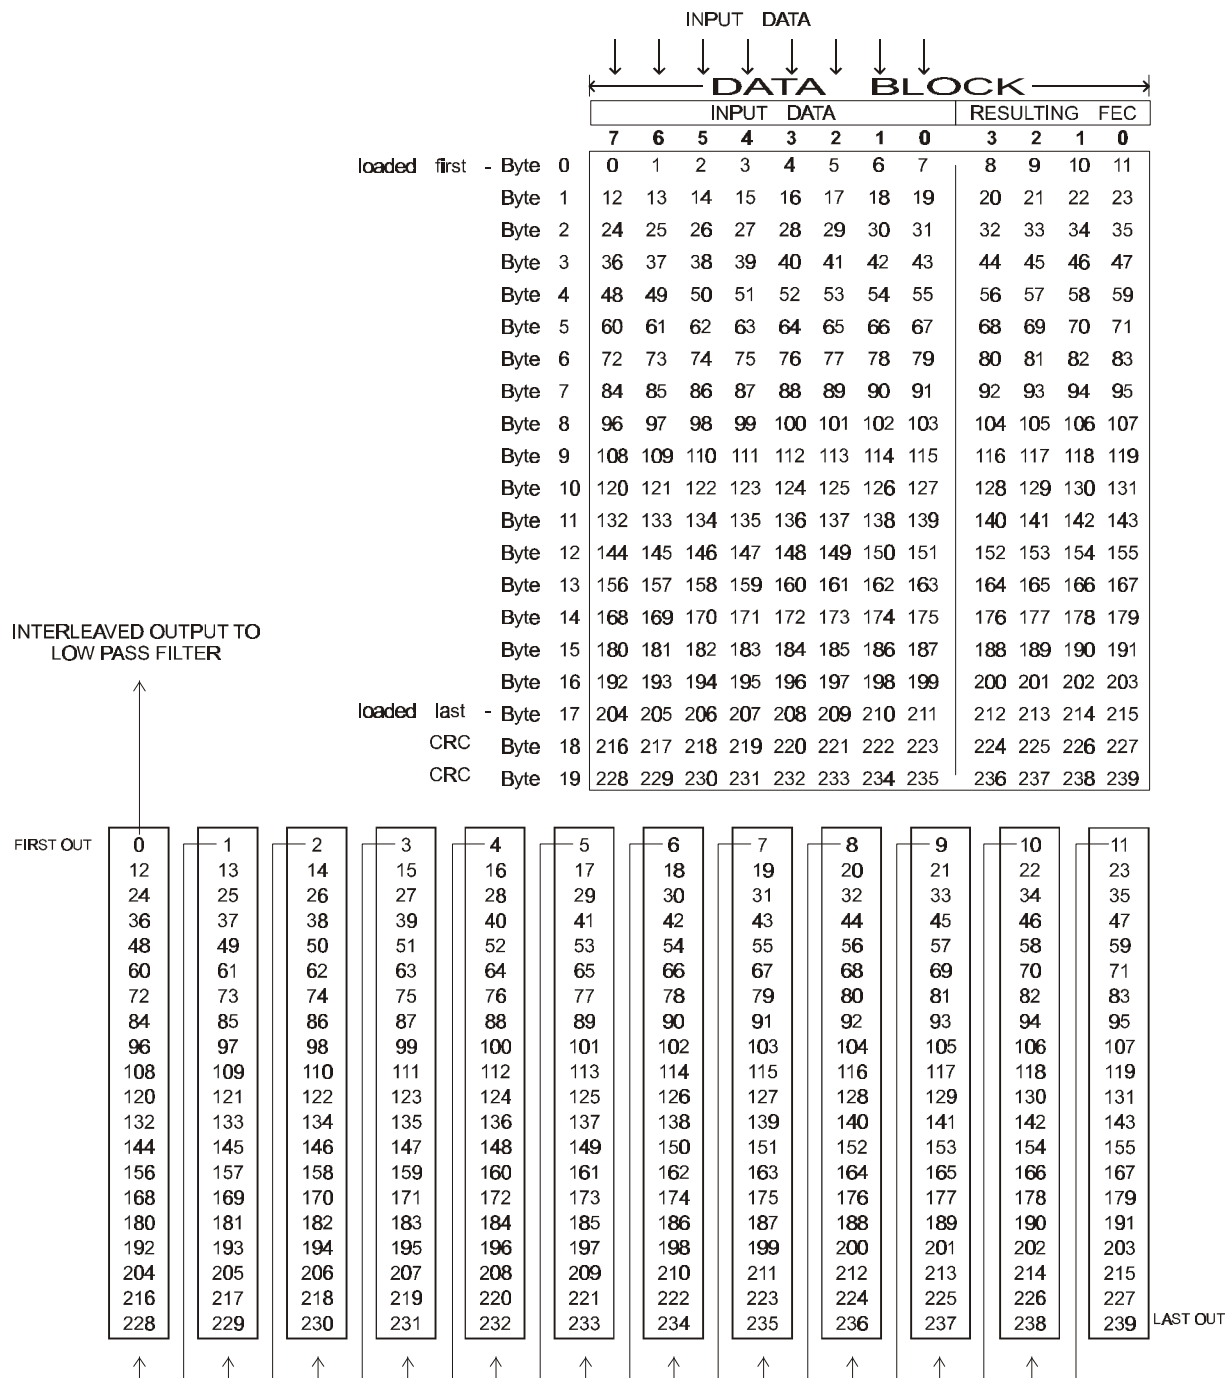 INPUT DATA
DATA BLOCK
INPUT DATA RESULTING FEC
7 6 5 4 3 2 1 0 3 2 1 0
loaded first - Byte 0 0 1 2 3 4 5 6 7 8 9 10 11
Byte 1 12 13 14 15 16 17 18 19 20 21 22 23
Byte 2 24 25 26 27 28 29 30 31 32 33 34 35
Byte 3 36 37 38 39 40 41 42 43 44 45 46 47
Byte 4 48 49 50 51 52 53 54 55 56 57 58 59
Byte 5 60 61 62 63 64 65 66 67 68 69 70 71
Byte 6 72 73 74 75 76 77 78 79 80 81 82 83
Byte 7 84 85 86 87 88 89 90 91 92 93 94 95
Byte 8 96 97 98 99 100 101 102 103 104 105 106 107
Byte 9 108 109 110 111 112 113 114 115 116 117 118 119
Byte 10 120 121 122 123 124 125 126 127 128 129 130 131
Byte 11 132 133 134 135 136 137 138 139 140 141 142 143
Byte 12 144 145 146 147 148 149 150 151 152 153 154 155
Byte 13 156 157 158 159 160 161 162 163 164 165 166 167
Byte 14 168 169 170 171 172 173 174 175 176 177 178 179
Byte 15 180 181 182 183 184 185 186 187 188 189 190 191
Byte 16 192 193 194 195 196 197 198 199 200 201 202 203
loaded last - Byte 17 204 205 206 207 208 209 210 211 212 213 214 215
CRC Byte 18 216 217 218 219 220 221 222 223 224 225 226 227
CRC Byte 19 228 229 230 231 232 233 234 235 236 237 238 239
INTERLEAVED OUTPUT TO
LOW PASS FILTER
FIRST OUT 0 1 2 3 4 5 6 7 8 9 10 11
12 13 14 15 16 17 18 19 20 21 22 23
24 25 26 27 28 29 30 31 32 33 34 35
36 37 38 39 40 41 42 43 44 45 46 47
48 49 50 51 52 53 54 55 56 57 58 59
60 61 62 63 64 65 66 67 68 69 70 71
72 73 74 75 76 77 78 79 80 81 82 83
84 85 86 87 88 89 90 91 92 93 94 95
96 97 98 99 100 101 102 103 104 105 106 107
108 109 110 111 112 113 114 115 116 117 118 119
120 121 122 123 124 125 126 127 128 129 130 131
132 133 134 135 136 137 138 139 140 141 142 143
144 145 146 147 148 149 150 151 152 153 154 155
156 157 158 159 160 161 162 163 164 165 166 167
168 169 170 171 172 173 174 175 176 177 178 179
180 181 182 183 184 185 186 187 188 189 190 191
192 193 194 195 196 197 198 199 200 201 202 203
204 205 206 207 208 209 210 211 212 213 214 215
216 217 218 219 220 221 222 223 224 225 226 227
228 229 230 231 232 233 234 235 236 237 238 239 LAST OUT